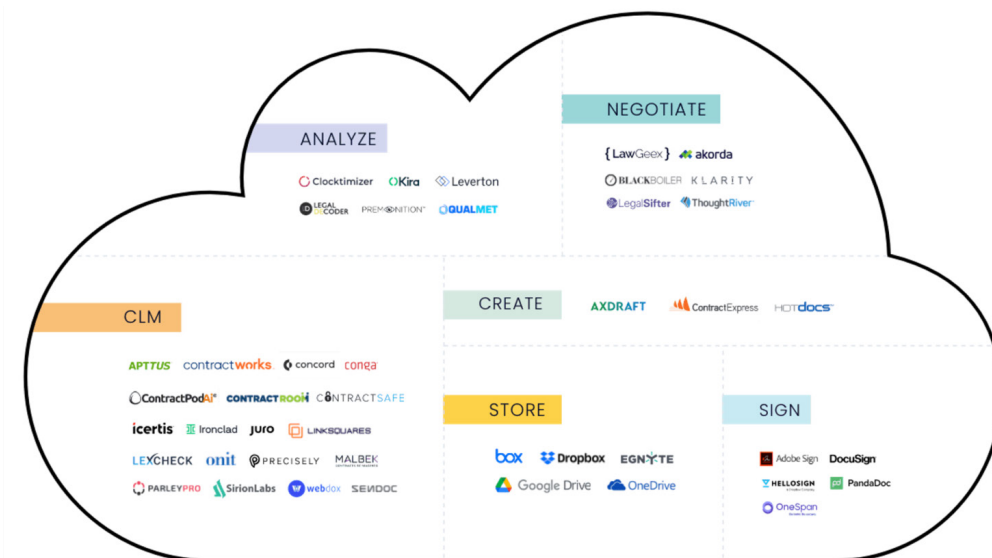 NEGOTIATE
ANALYZE
{LawGeex} akorda
Clocktimizer Kira Leverton
BLACKBOILER KLARITY
LEGAL DECODER PREMONITION QUALMET
LegalSifter ThoughtRiver
CREATE
AXDRAFT ContractExpress HOTdocs
CLM
APTTUS contractworks. concord conga
ContractPodAi® CONTRACTROOM CONTRACTSAFE
icertis Ironclad JURO LINKSQUARES
LEXCHECK onit PRECISELY MALBEK
PARLEYPRO SirionLabs webdox SENDOC
STORE
box Dropbox EGNYTE
Google Drive OneDrive
SIGN
Adobe Sign DocuSign
HELLOSIGN PandaDoc
OneSpan